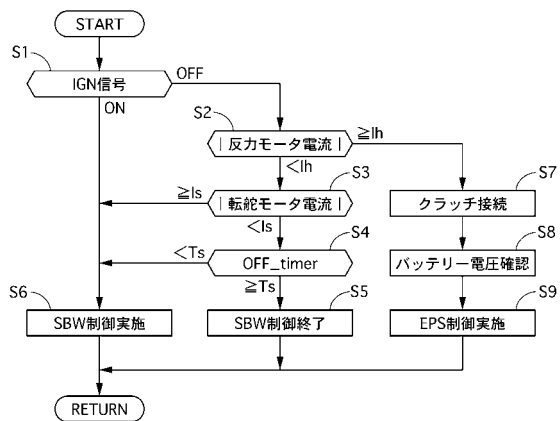 START
S1
IGN信号
OFF
ON
S2
|反力モータ電流|
≧Ih
<Ih
S3
|転舵モータ電流|
≧Is
<Is
S7
クラッチ接続
S4
OFF_timer
<Ts
≧Ts
S8
バッテリー電圧確認
S6
SBW制御実施
S5
SBW制御終了
S9
EPS制御実施
RETURN